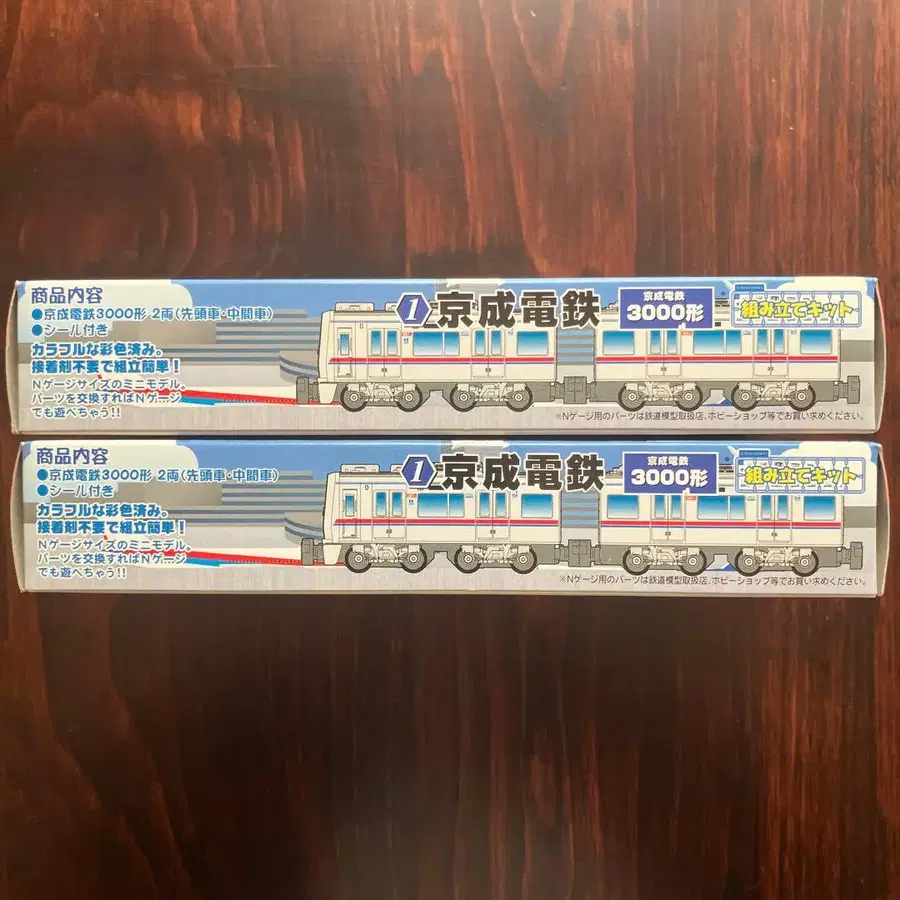 商品内容
●京成電鉄3000形 2両(先頭車・中間車)
●シール付き
カラフルな彩色済み。
接着剤不要で組立簡単!
Nゲージサイズのミニモデル。
パーツを交換すればNゲージ
でも遊べちゃう!!
1 京成電鉄
京成電鉄
3000形
組み立てキット
※Nゲージ用のパーツは鉄道模型取扱店、ホビーショップ等でお買い求めください。
商品内容
●京成電鉄3000形 2両(先頭車・中間車)
●シール付き
カラフルな彩色済み。
接着剤不要で組立簡単!
Nゲージサイズのミニモデル。
パーツを交換すればNゲージ
でも遊べちゃう!!
1 京成電鉄
京成電鉄
3000形
組み立てキット
※Nゲージ用のパーツは鉄道模型取扱店、ホビーショップ等でお買い求めください。